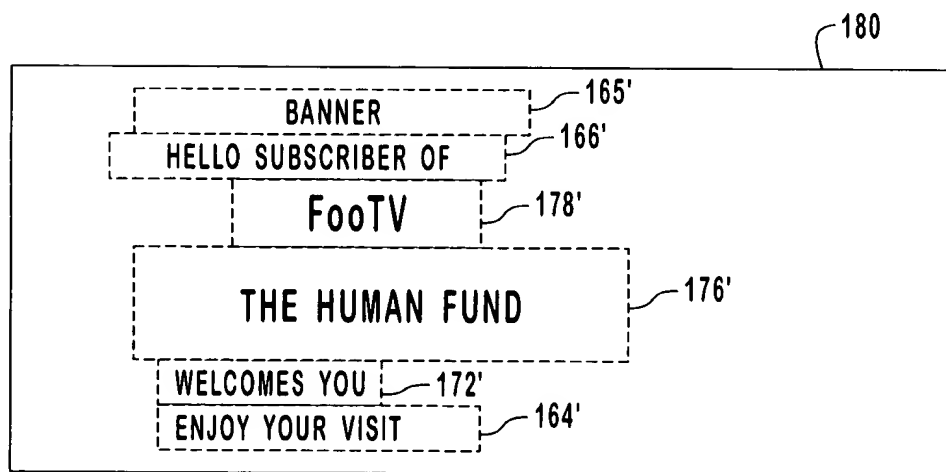 180
BANNER 165'
HELLO SUBSCRIBER OF 166'
FooTV 178'
THE HUMAN FUND 176'
WELCOMES YOU 172'
ENJOY YOUR VISIT 164'